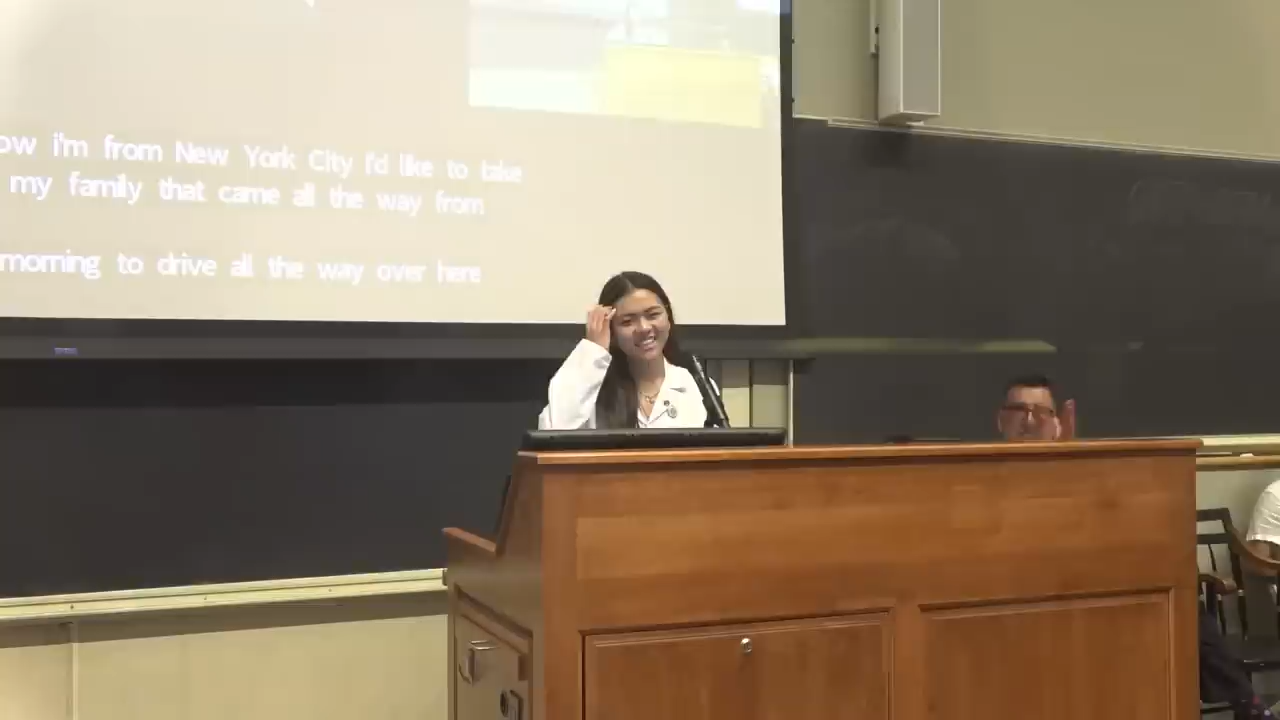 ow i'm from New York City I'd like to take
my family that came all the way from
morning to drive all the way over here